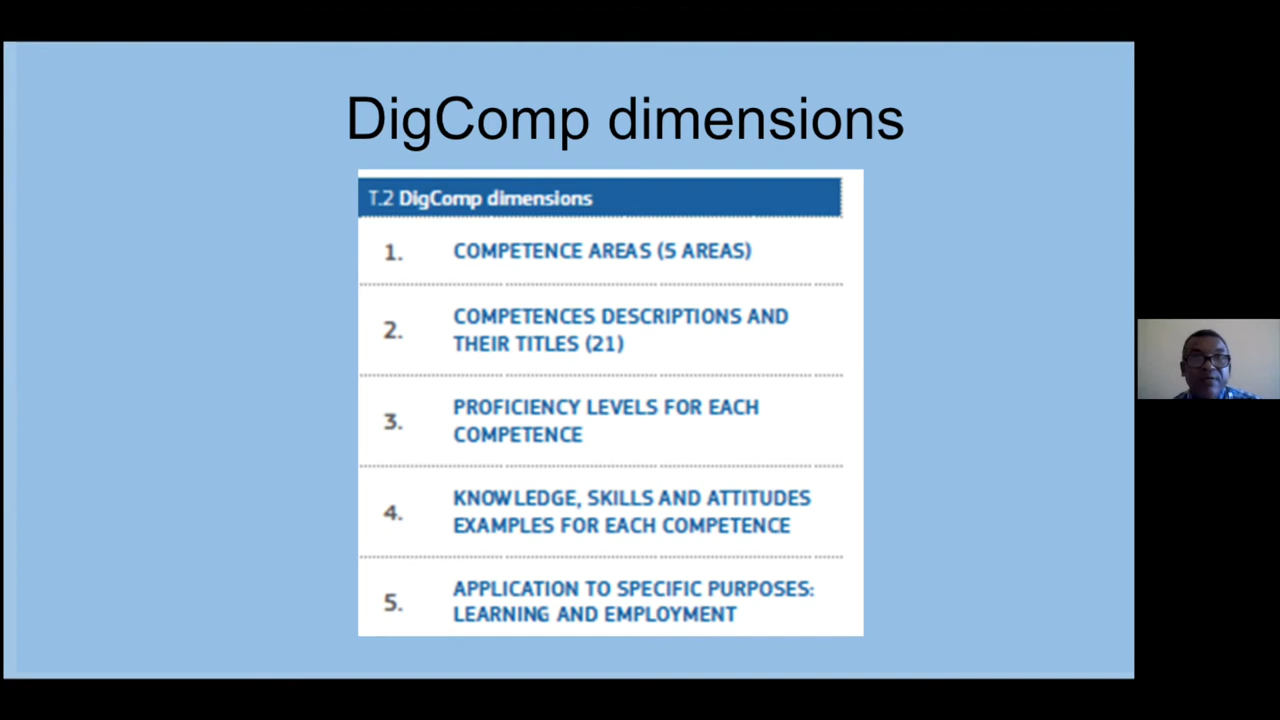 DigComp dimensions
T.2 DigComp dimensions
1. COMPETENCE AREAS (5 AREAS)
2. COMPETENCES DESCRIPTIONS AND
THEIR TITLES (21)
3. PROFICIENCY LEVELS FOR EACH
COMPETENCE
4. KNOWLEDGE, SKILLS AND ATTITUDES
EXAMPLES FOR EACH COMPETENCE
5. APPLICATION TO SPECIFIC PURPOSES:
LEARNING AND EMPLOYMENT